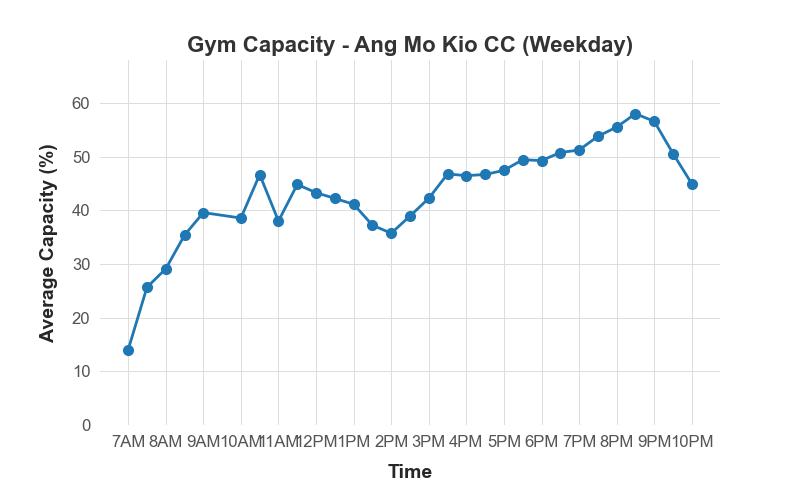 Gym Capacity - Ang Mo Kio CC (Weekday)
Average Capacity (%)
60
50
40
30
20
10
0
7AM 8AM 9AM 10AM 11AM 12PM 1PM 2PM 3PM 4PM 5PM 6PM 7PM 8PM 9PM 10PM
Time